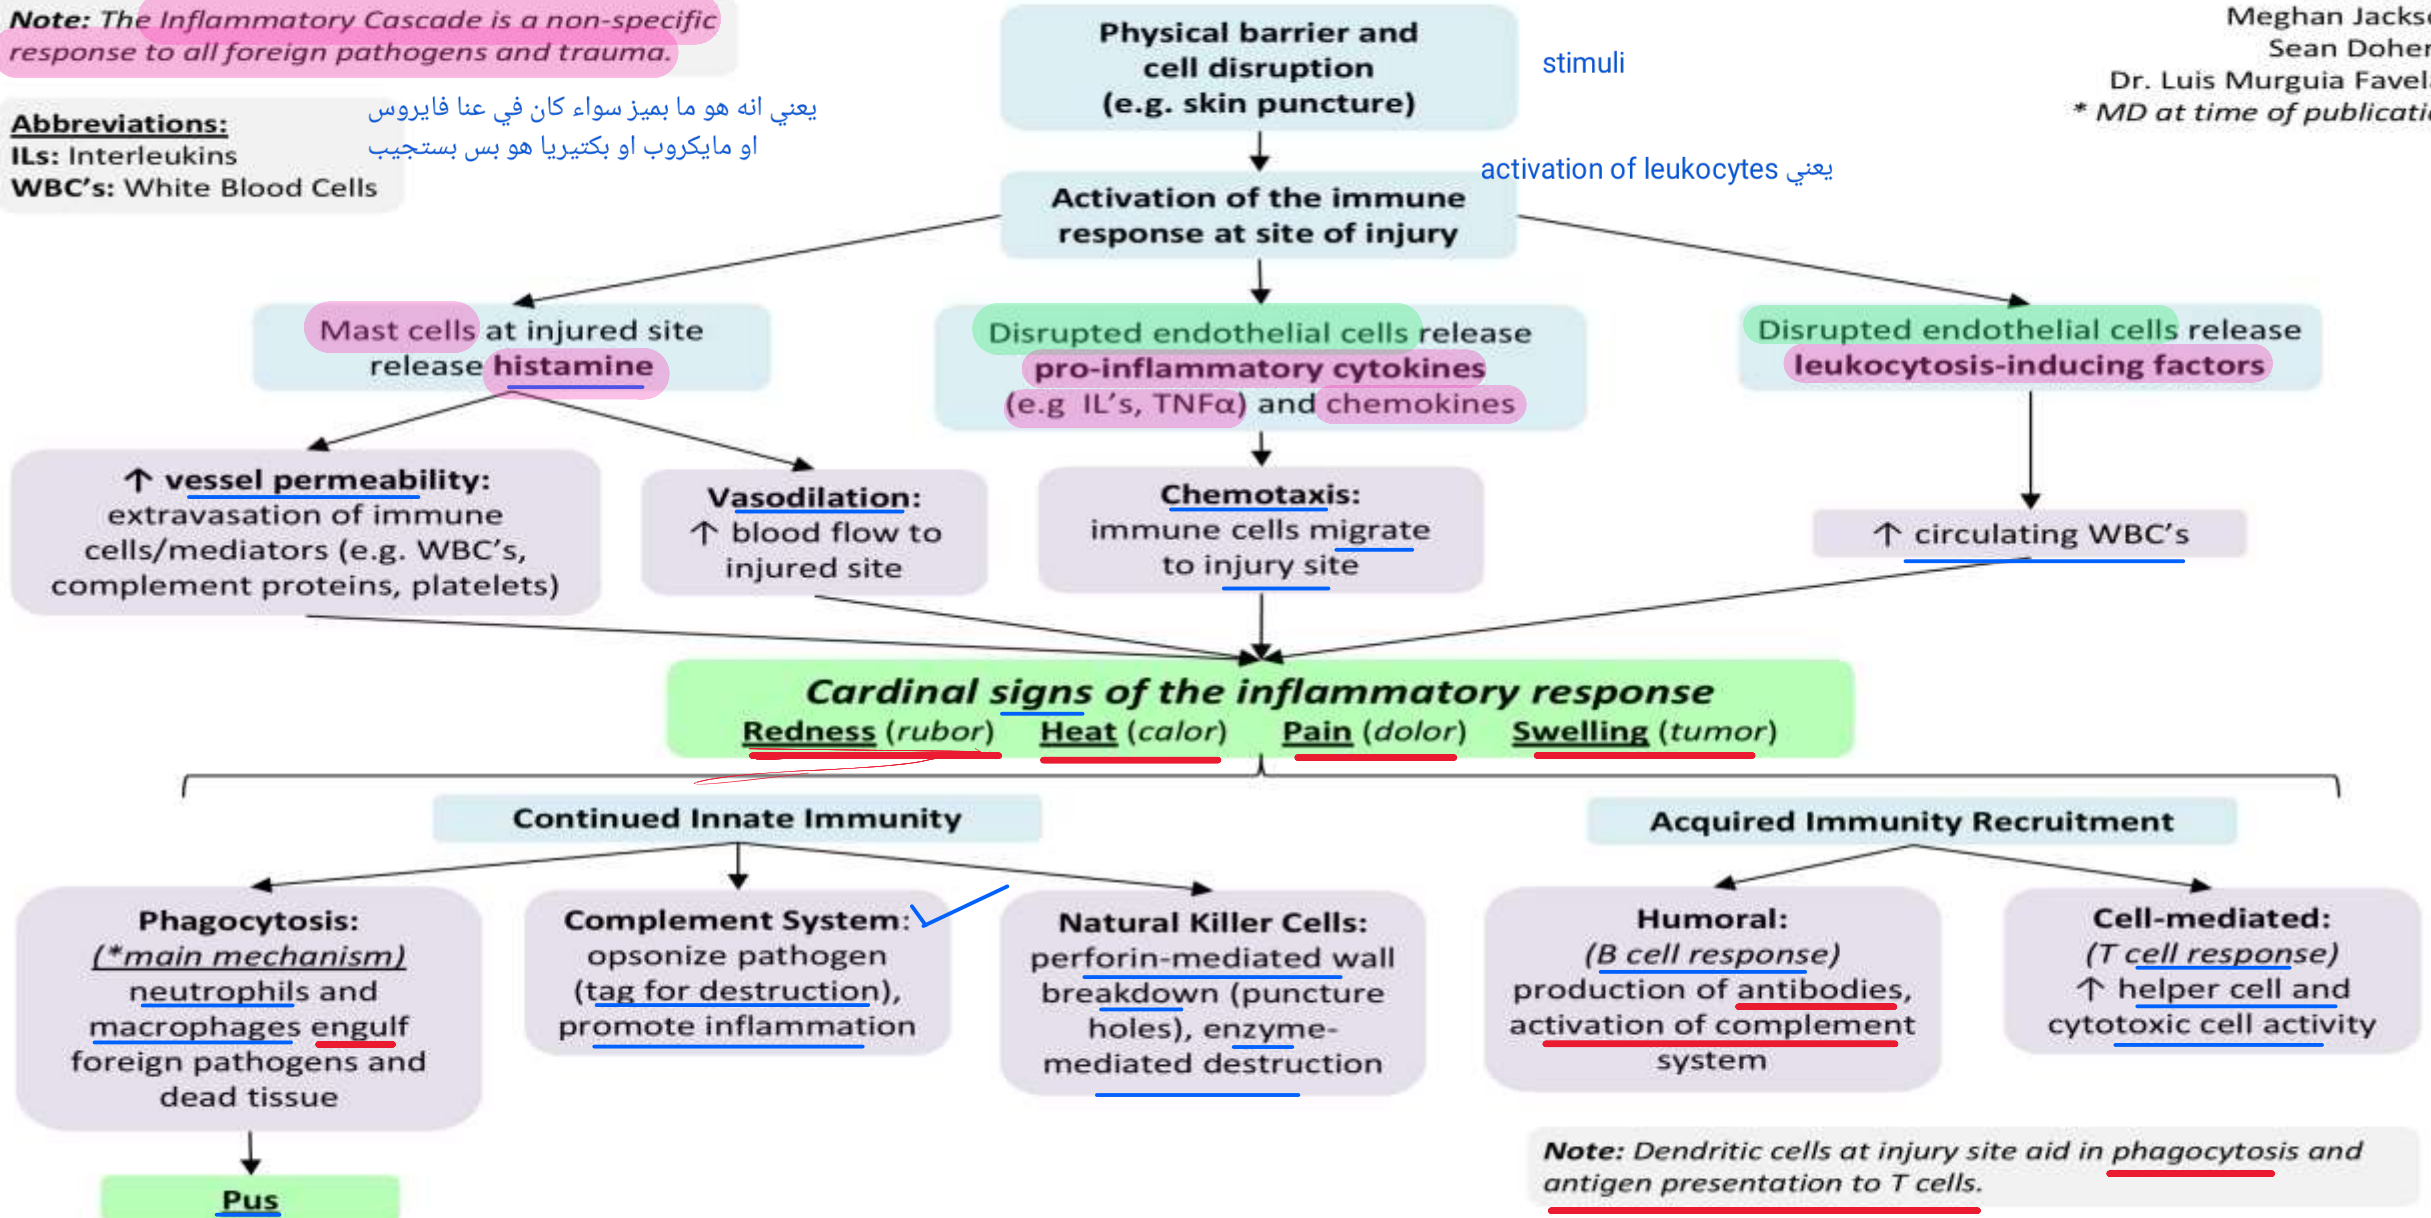 Note: The Inflammatory Cascade is a non-specific
response to all foreign pathogens and trauma.
Abbreviations:
ILs: Interleukins
WBC’s: White Blood Cells
يعني انه هو ما بميز سواء كان في عنا فايروس
او مايكروب او بكتيريا هو بس بستجيب
Physical barrier and
cell disruption
(e.g. skin puncture)
stimuli
Meghan Jackso
Sean Doher
Dr. Luis Murguia Favela
* MD at time of publicati
Activation of the immune
response at site of injury
activation of leukocytes يعني
Mast cells at injured site
release histamine
Disrupted endothelial cells release
pro-inflammatory cytokines
(e.g IL’s, TNFα) and chemokines
Disrupted endothelial cells release
leukocytosis-inducing factors
↑ vessel permeability:
extravasation of immune
cells/mediators (e.g. WBC’s,
complement proteins, platelets)
Vasodilation:
↑ blood flow to
injured site
Chemotaxis:
immune cells migrate
to injury site
↑ circulating WBC’s
Cardinal signs of the inflammatory response
Redness (rubor) Heat (calor) Pain (dolor) Swelling (tumor)
Continued Innate Immunity
Acquired Immunity Recruitment
Phagocytosis:
(*main mechanism)
neutrophils and
macrophages engulf
foreign pathogens and
dead tissue
Complement System:
opsonize pathogen
(tag for destruction),
promote inflammation
Natural Killer Cells:
perforin-mediated wall
breakdown (puncture
holes), enzyme-
mediated destruction
Humoral:
(B cell response)
production of antibodies,
activation of complement
system
Cell-mediated:
(T cell response)
↑ helper cell and
cytotoxic cell activity
Pus
Note: Dendritic cells at injury site aid in phagocytosis and
antigen presentation to T cells.